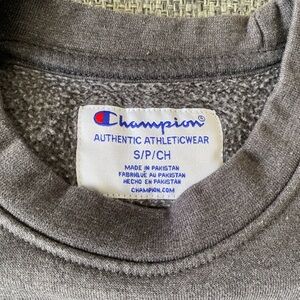 Champion®
AUTHENTIC ATHLETICWEAR
S/P/CH
MADE IN PAKISTAN
FABRIQUÉ AU PAKISTAN
HECHO EN PAKISTAN
CHAMPION.COM